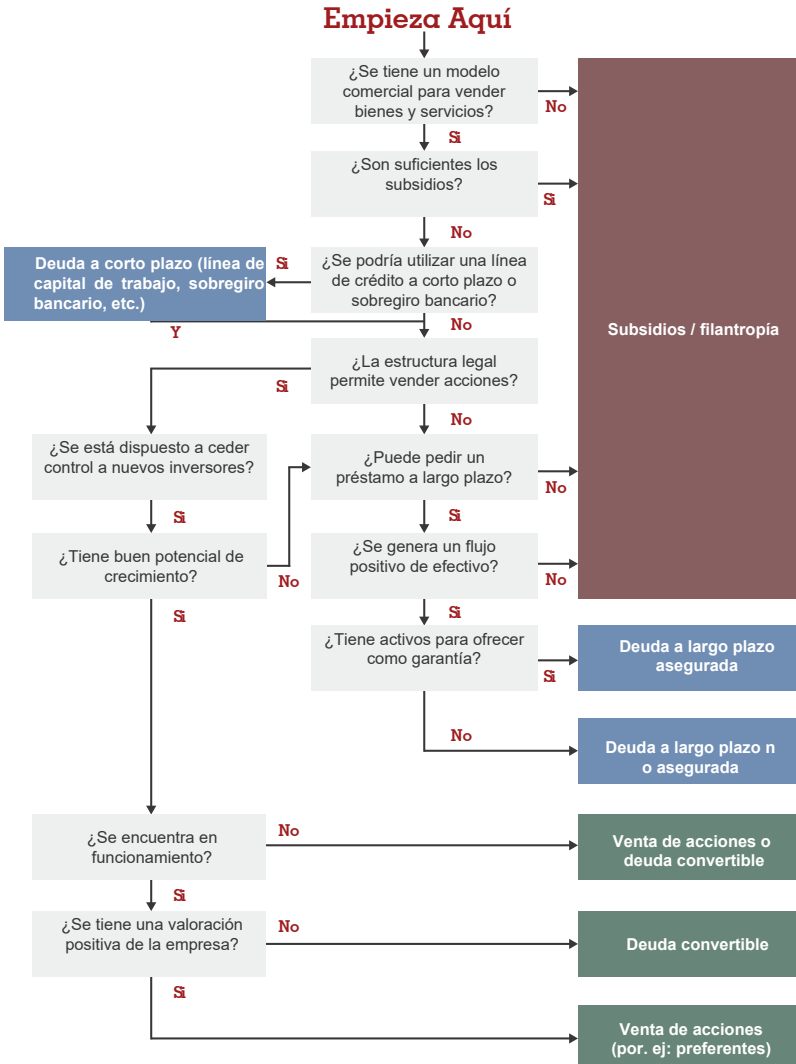 Empieza Aquí
¿Se tiene un modelo
comercial para vender
bienes y servicios?
No
Si
¿Son suficientes los
subsidios?
Si
No
Deuda a corto plazo (línea de
capital de trabajo, sobregiro
bancario, etc.)
Si
¿Se podría utilizar una línea
de crédito a corto plazo o
sobregiro bancario?
Y
No
Subsidios / filantropía
¿La estructura legal
permite vender acciones?
Si
No
¿Se está dispuesto a ceder
control a nuevos inversores?
¿Puede pedir un
préstamo a largo plazo?
No
Si
Si
¿Tiene buen potencial de
crecimiento?
No
¿Se genera un flujo
positivo de efectivo?
No
Si
Si
¿Tiene activos para ofrecer
como garantía?
Si
Deuda a largo plazo
asegurada
No
Deuda a largo plazo n
o asegurada
¿Se encuentra en
funcionamiento?
No
Venta de acciones o
deuda convertible
Si
¿Se tiene una valoración
positiva de la empresa?
No
Deuda convertible
Si
Venta de acciones
(por. ej: preferentes)